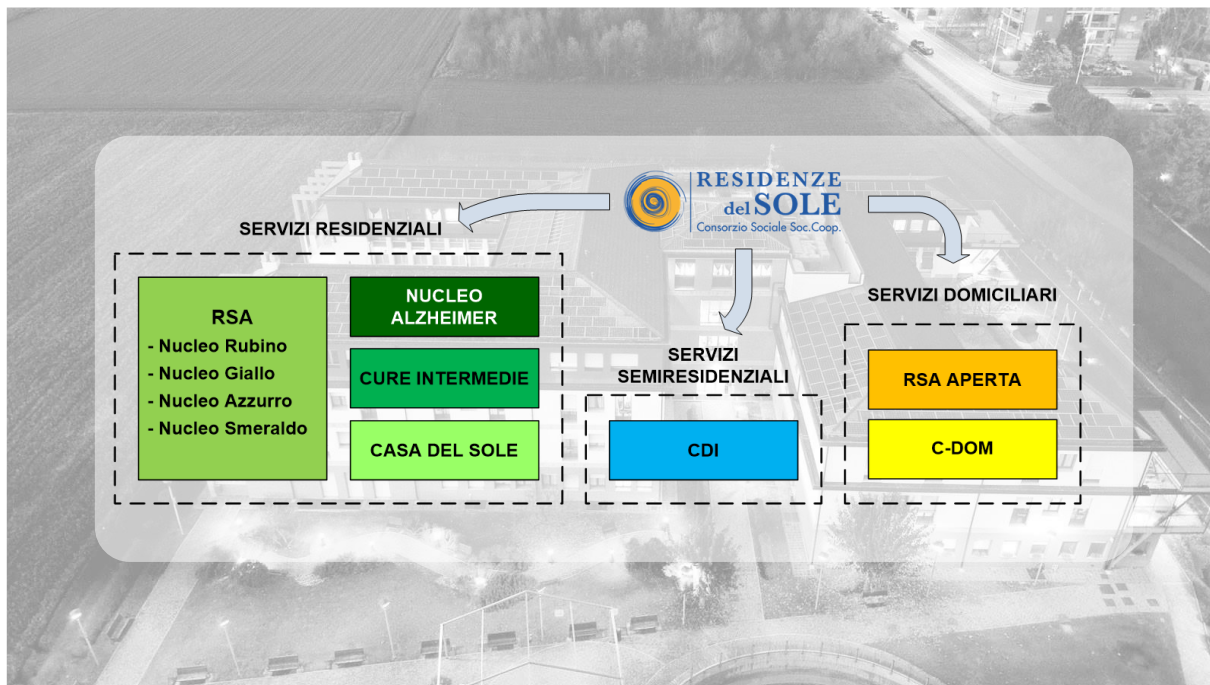 RESIDENZE
del SOLE
Consorzio Sociale Soc.Coop.
SERVIZI RESIDENZIALI
RSA
- Nucleo Rubino
- Nucleo Giallo
- Nucleo Azzurro
- Nucleo Smeraldo
NUCLEO
ALZHEIMER
CURE INTERMEDIE
CASA DEL SOLE
SERVIZI
SEMIRESIDENZIALI
CDI
SERVIZI DOMICILIARI
RSA APERTA
C-DOM